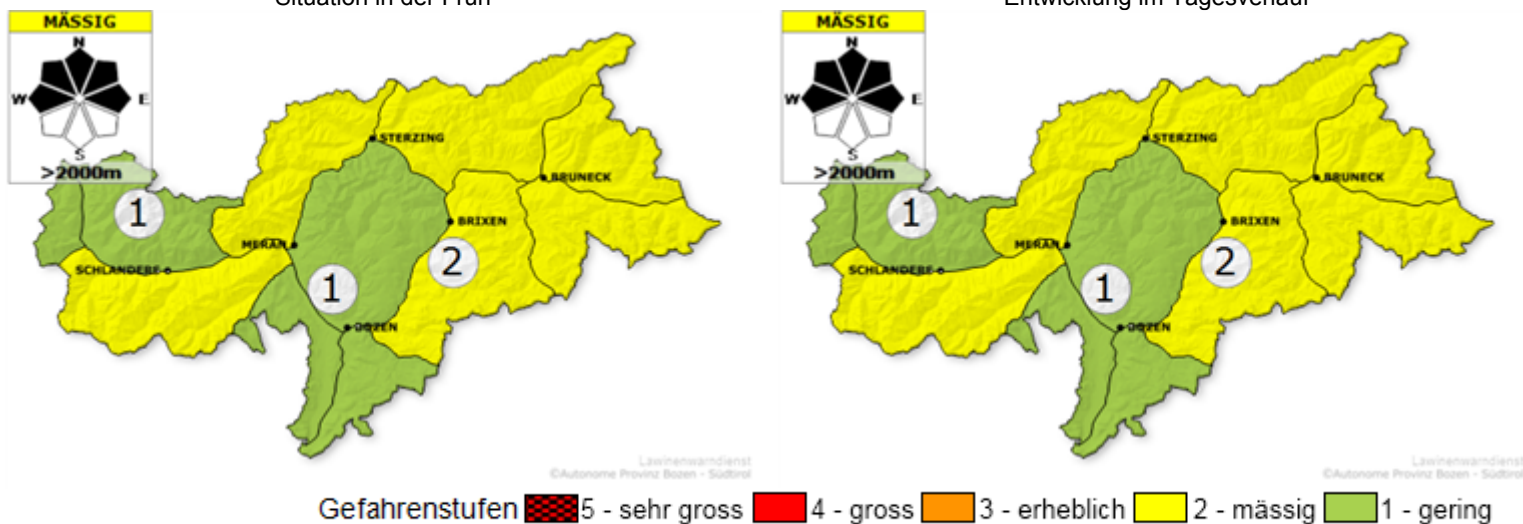 Situation in der Früh
Entwicklung im Tagesverlauf
MÄSSIG
N
W
E
S
>2000m
STERZING
BRUNECK
1
BRIXEN
MERAN
2
SCHLANDERS
1
BOZEN
Lawinenwarndienst
©Autonome Provinz Bozen - Südtirol
MÄSSIG
N
W
E
S
>2000m
STERZING
BRUNECK
1
BRIXEN
MERAN
2
SCHLANDERS
1
BOZEN
Lawinenwarndienst
©Autonome Provinz Bozen - Südtirol
Gefahrenstufen 5 - sehr gross 4 - gross 3 - erheblich 2 - mässig 1 - gering